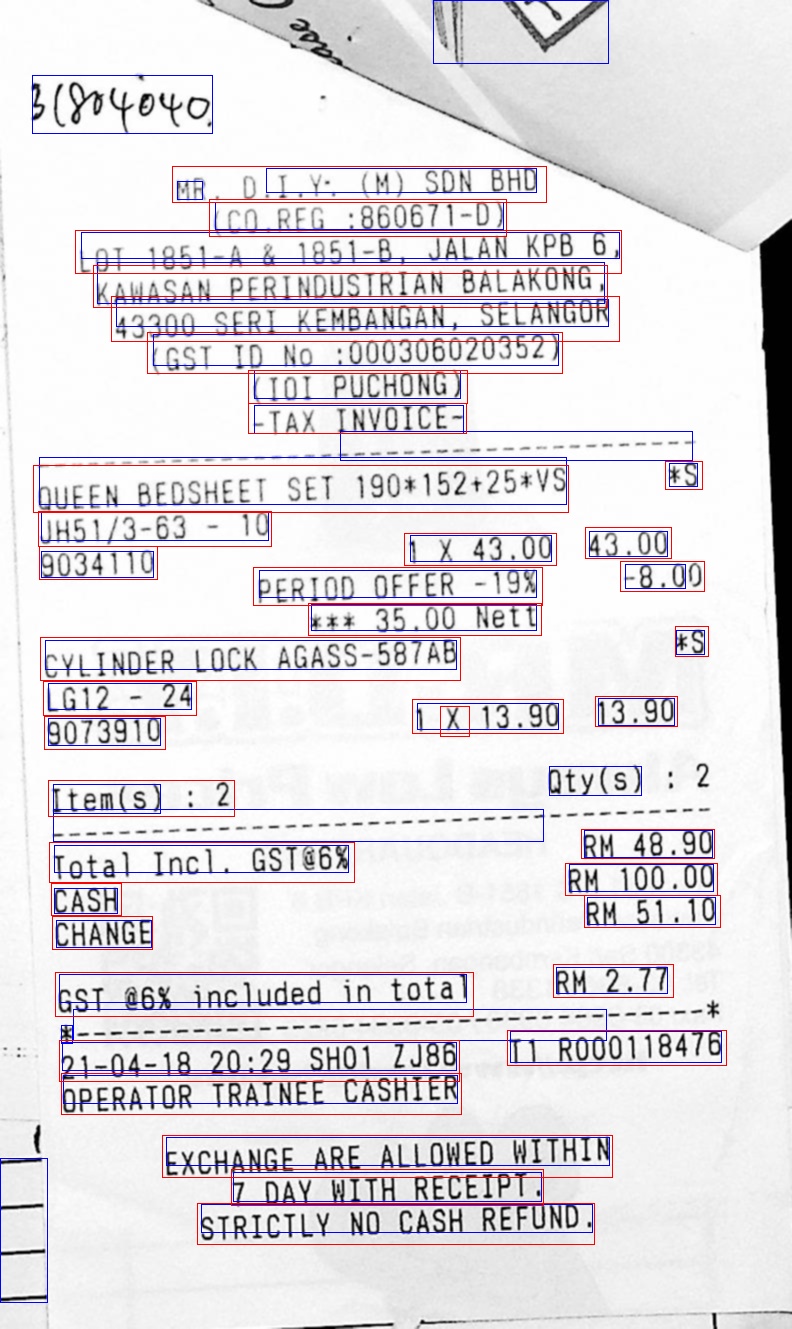 3(804040
MR. D.I.Y. (M) SDN BHD
(CO.REG :860671-D)
LOT 1851-A & 1851-B, JALAN KPB 6,
KAWASAN PERINDUSTRIAN BALAKONG,
43300 SERI KEMBANGAN, SELANGOR
(GST ID No :000306020352)
(IOI PUCHONG)
-TAX INVOICE-
QUEEN BEDSHEET SET 190*152+25*VS *S
UH51/3-63 - 10
9034110 1 X 43.00 43.00
PERIOD OFFER -19% -8.00
*** 35.00 Nett
CYLINDER LOCK AGASS-587AB *S
LG12 - 24
9073910 1 X 13.90 13.90
Item(s) : 2 Qty(s) : 2
Total Incl. GST@6% RM 48.90
CASH RM 100.00
CHANGE RM 51.10
GST @6% included in total RM 2.77
*------------------------------------*
21-04-18 20:29 SH01 ZJ86 T1 R000118476
OPERATOR TRAINEE CASHIER
EXCHANGE ARE ALLOWED WITHIN
7 DAY WITH RECEIPT.
STRICTLY NO CASH REFUND.